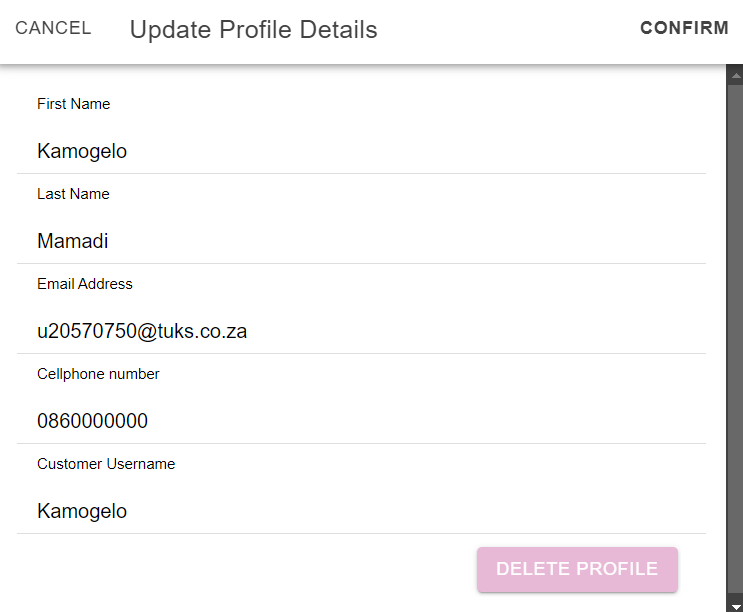 CANCEL Update Profile Details CONFIRM
First Name
Kamogelo
Last Name
Mamadi
Email Address
u20570750@tuks.co.za
Cellphone number
0860000000
Customer Username
Kamogelo
DELETE PROFILE